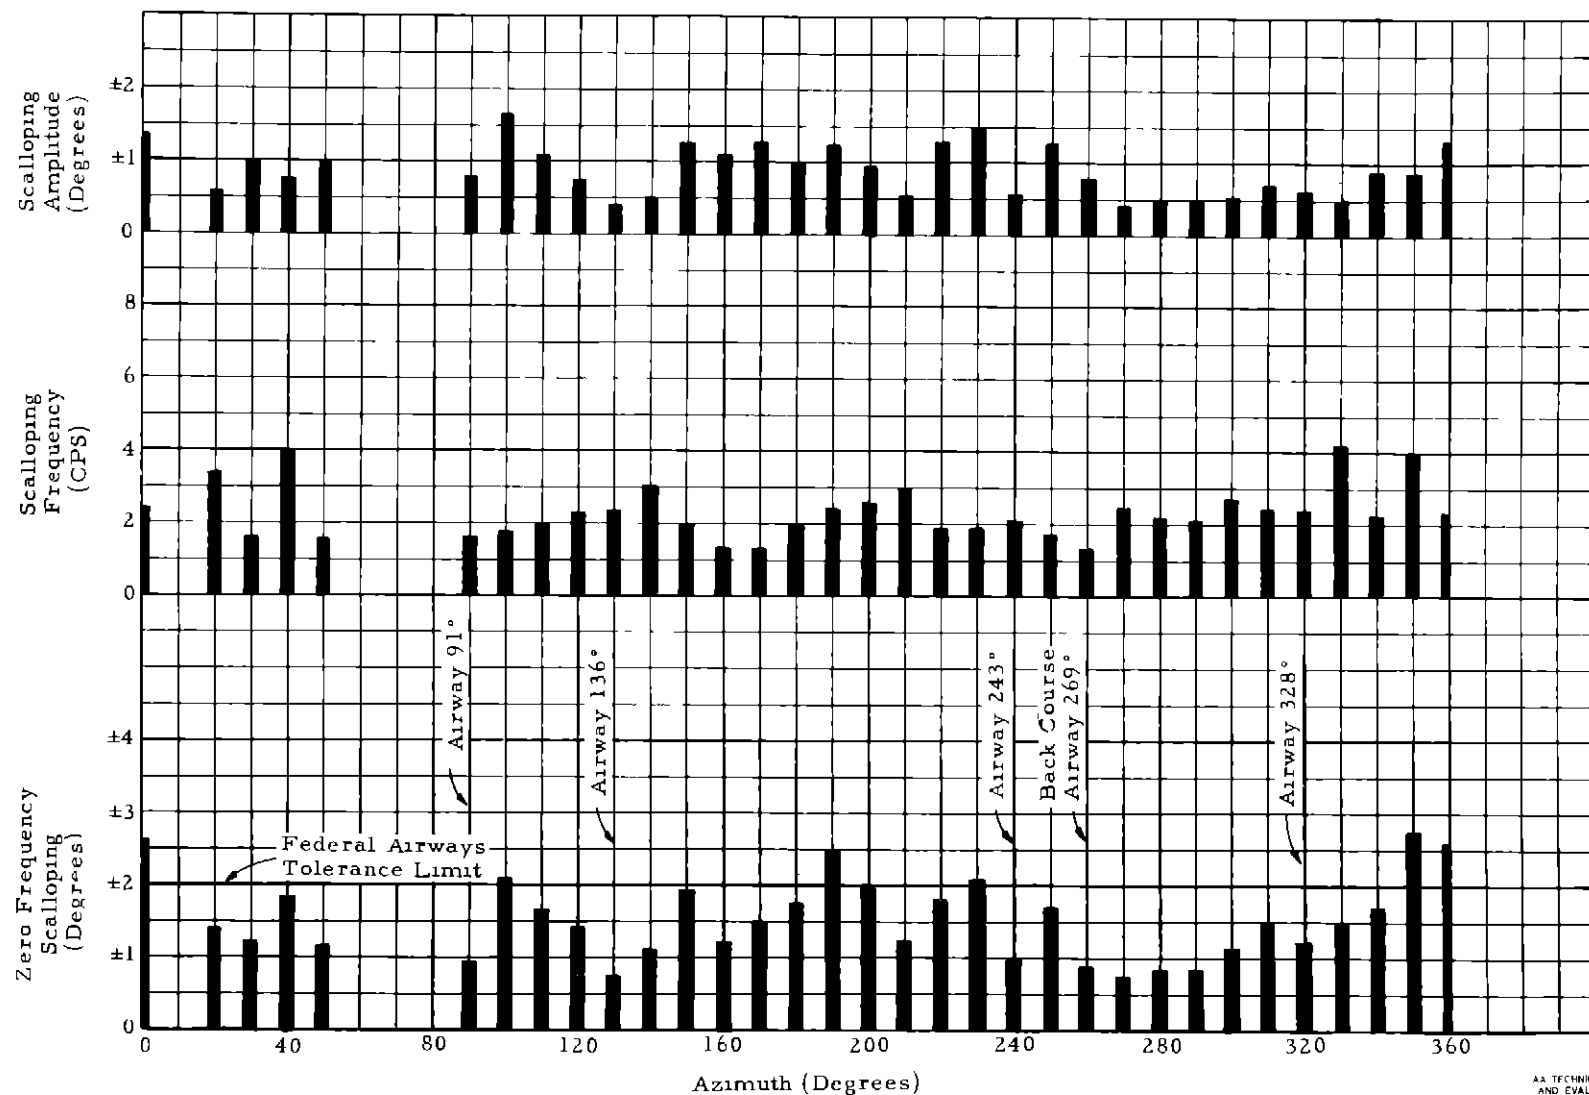 Scalloping
Amplitude
(Degrees)
±2
±1
0
Scalloping
Frequency
(CPS)
8
6
4
2
0
Zero Frequency
Scalloping
(Degrees)
±4
±3
±2
±1
0
Airway 91°
Airway 136°
Airway 243°
Back Course
Airway 269°
Airway 328°
Federal Airways
Tolerance Limit
0 40 80 120 160 200 240 280 320 360
Azimuth (Degrees)
AND EVAL